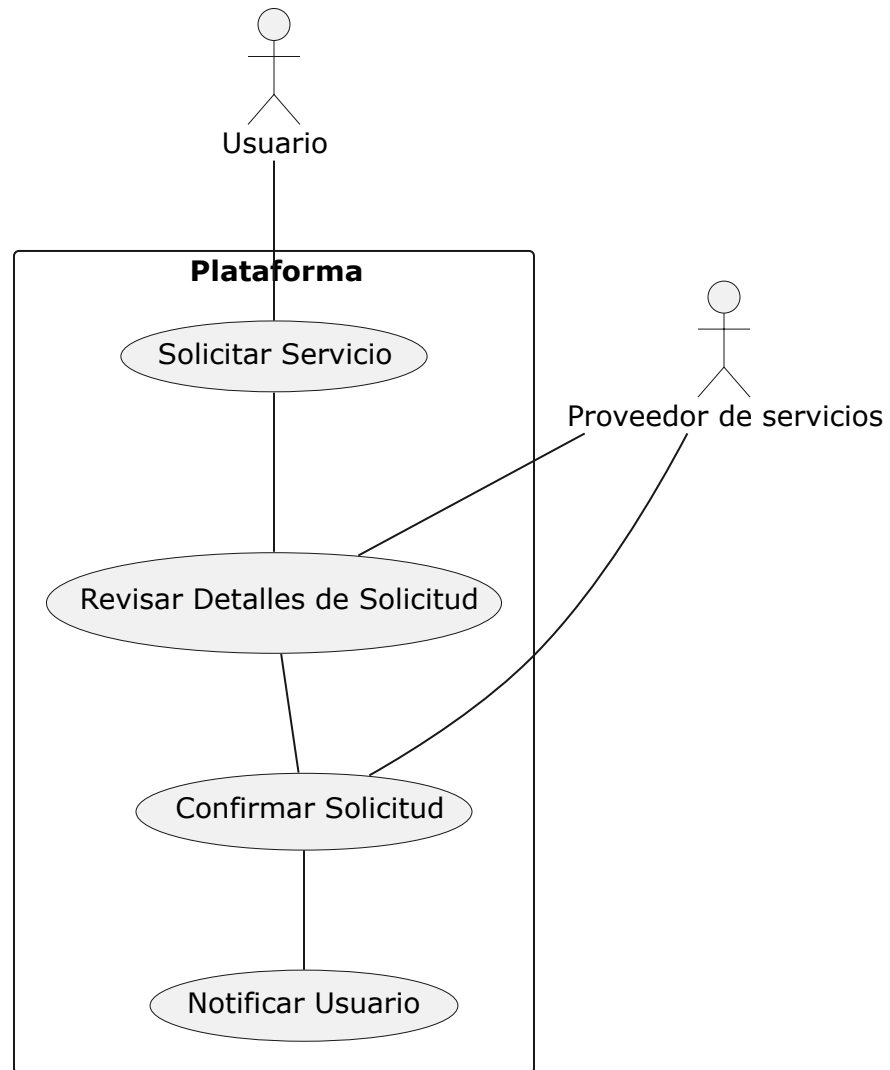 Usuario
Plataforma
Solicitar Servicio
Proveedor de servicios
Revisar Detalles de Solicitud
Confirmar Solicitud
Notificar Usuario